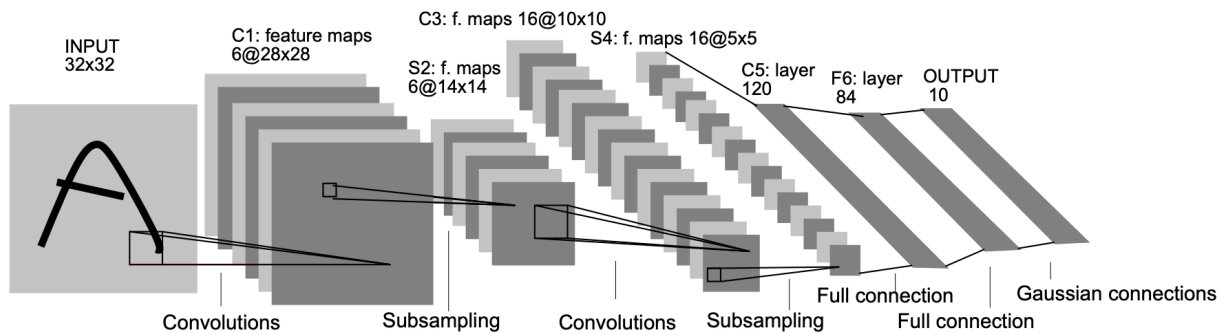 INPUT
32x32
C1: feature maps
6@28x28
S2: f. maps
6@14x14
C3: f. maps 16@10x10
S4: f. maps 16@5x5
C5: layer
120
F6: layer
84
OUTPUT
10
Convolutions
Subsampling
Convolutions
Subsampling
Full connection
Full connection
Gaussian connections
A